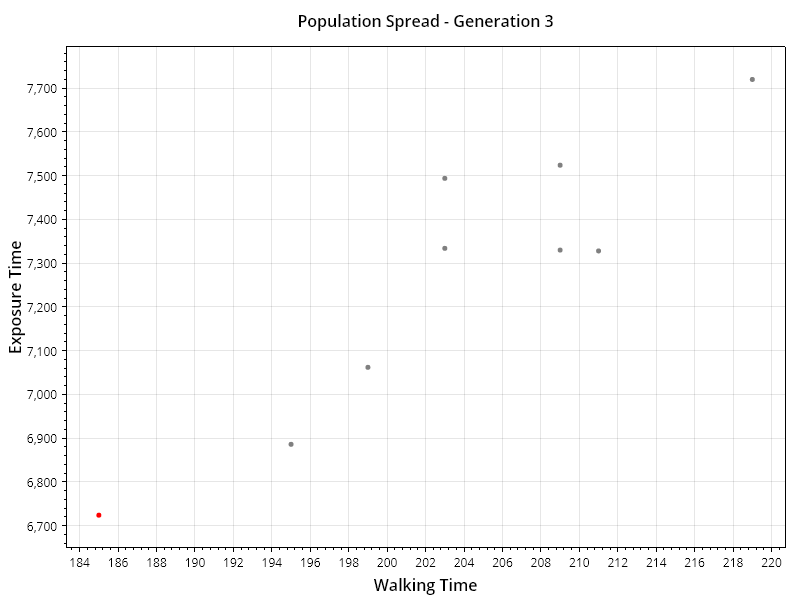 Population Spread - Generation 3
Exposure Time
7,700
7,600
7,500
7,400
7,300
7,200
7,100
7,000
6,900
6,800
6,700
184 186 188 190 192 194 196 198 200 202 204 206 208 210 212 214 216 218 220
Walking Time